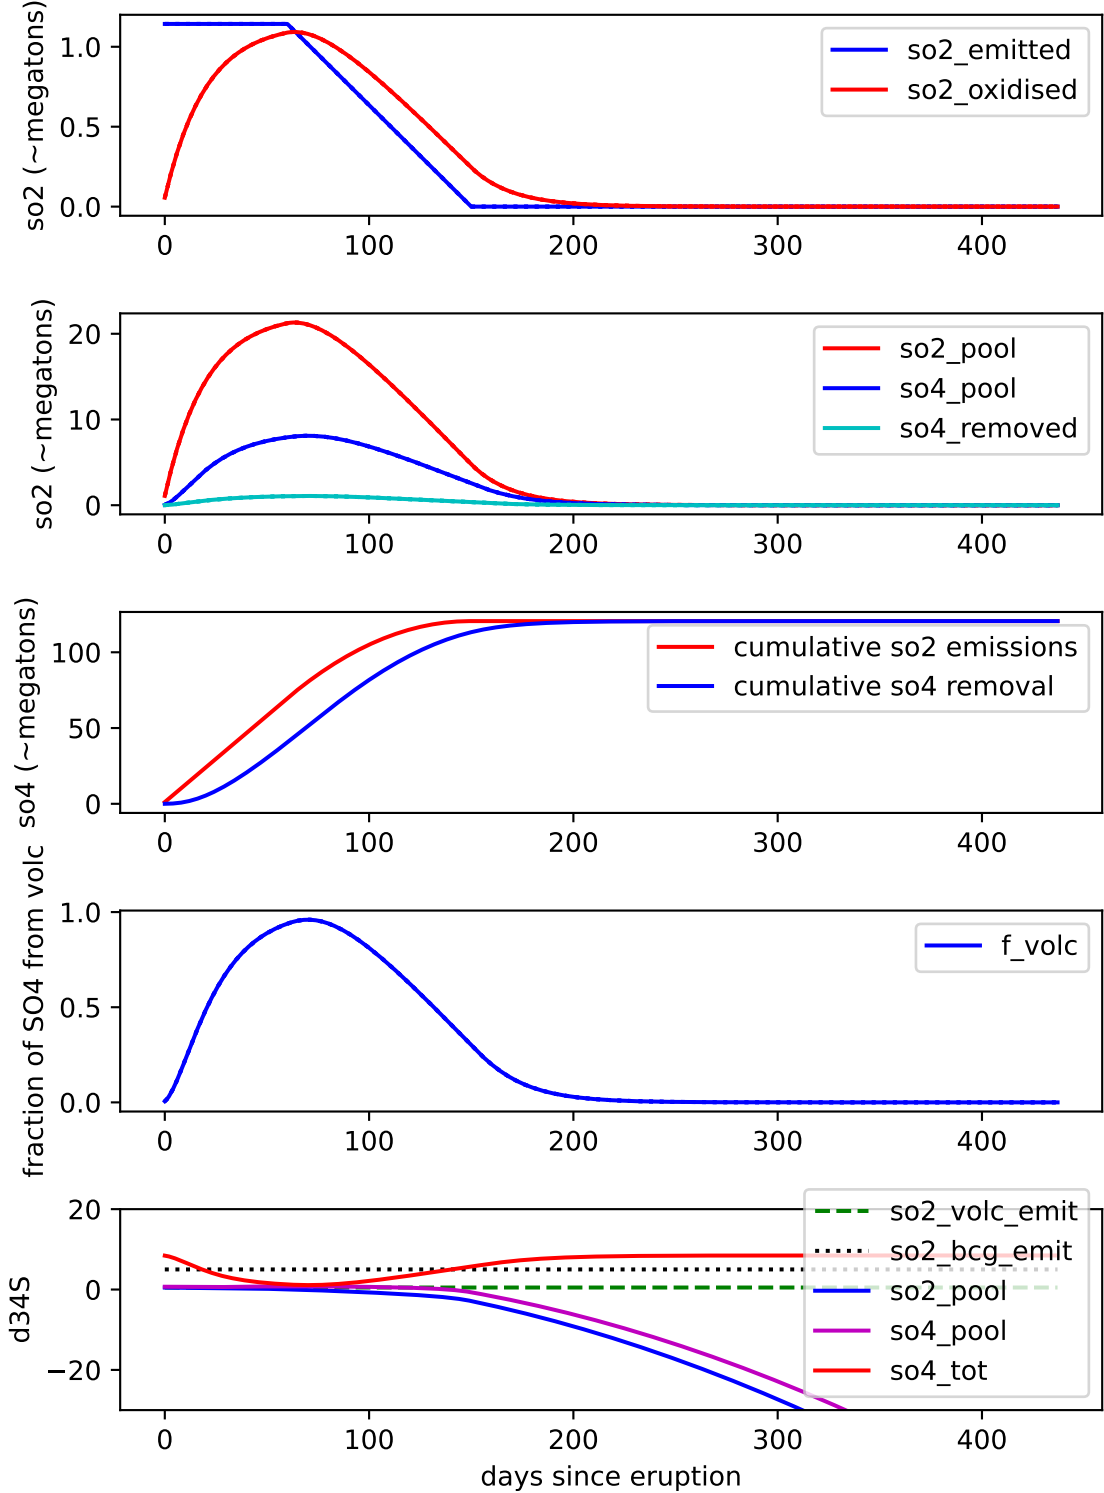 so2 (~megatons)
1.0
0.5
0.0
so2_emitted
so2_oxidised
0 100 200 300 400
so2 (~megatons)
20
10
0
so2_pool
so4_pool
so4_removed
0 100 200 300 400
so4 (~megatons)
100
50
0
cumulative so2 emissions
cumulative so4 removal
0 100 200 300 400
fraction of SO4 from volc
1.0
0.5
0.0
f_volc
0 100 200 300 400
d34S
20
0
−20
so2_volc_emit
so2_bcg_emit
so2_pool
so4_pool
so4_tot
0 100 200 300 400
days since eruption